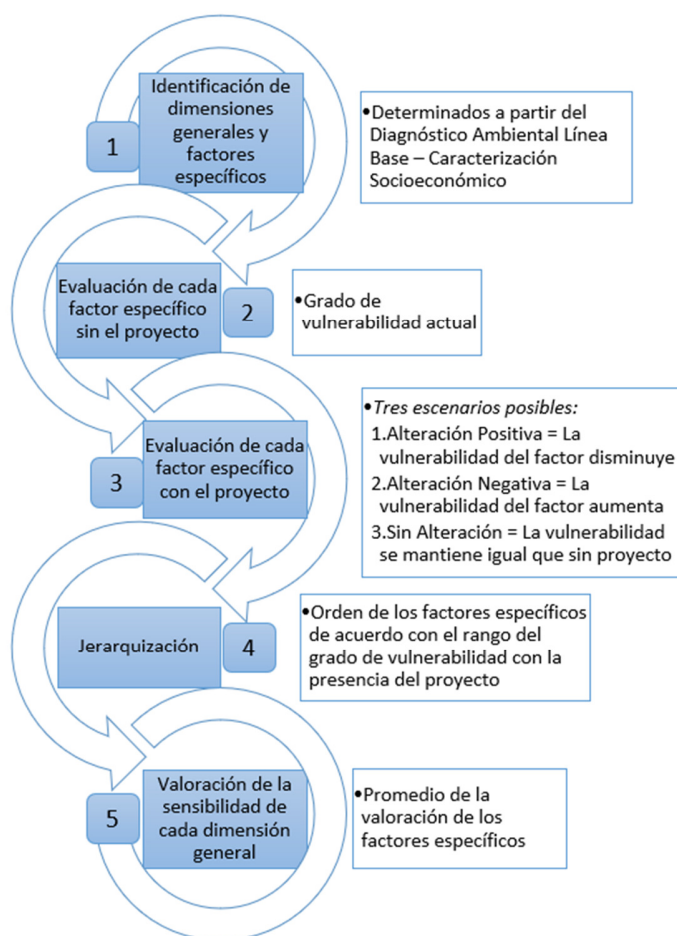 Identificación de
dimensiones
generales y
factores
específicos
1
•Determinados a partir del
Diagnóstico Ambiental Línea
Base – Caracterización
Socioeconómico
Evaluación de cada
factor específico
sin el proyecto
2
•Grado de
vulnerabilidad actual
Evaluación de cada
factor específico
con el proyecto
3
•Tres escenarios posibles:
1.Alteración Positiva = La
vulnerabilidad del factor disminuye
2.Alteración Negativa = La
vulnerabilidad del factor aumenta
3.Sin Alteración = La vulnerabilidad
se mantiene igual que sin proyecto
Jerarquización
4
•Orden de los factores específicos
de acuerdo con el rango del
grado de vulnerabilidad con la
presencia del proyecto
Valoración de la
sensibilidad de
cada dimensión
general
5
•Promedio de la
valoración de los
factores específicos